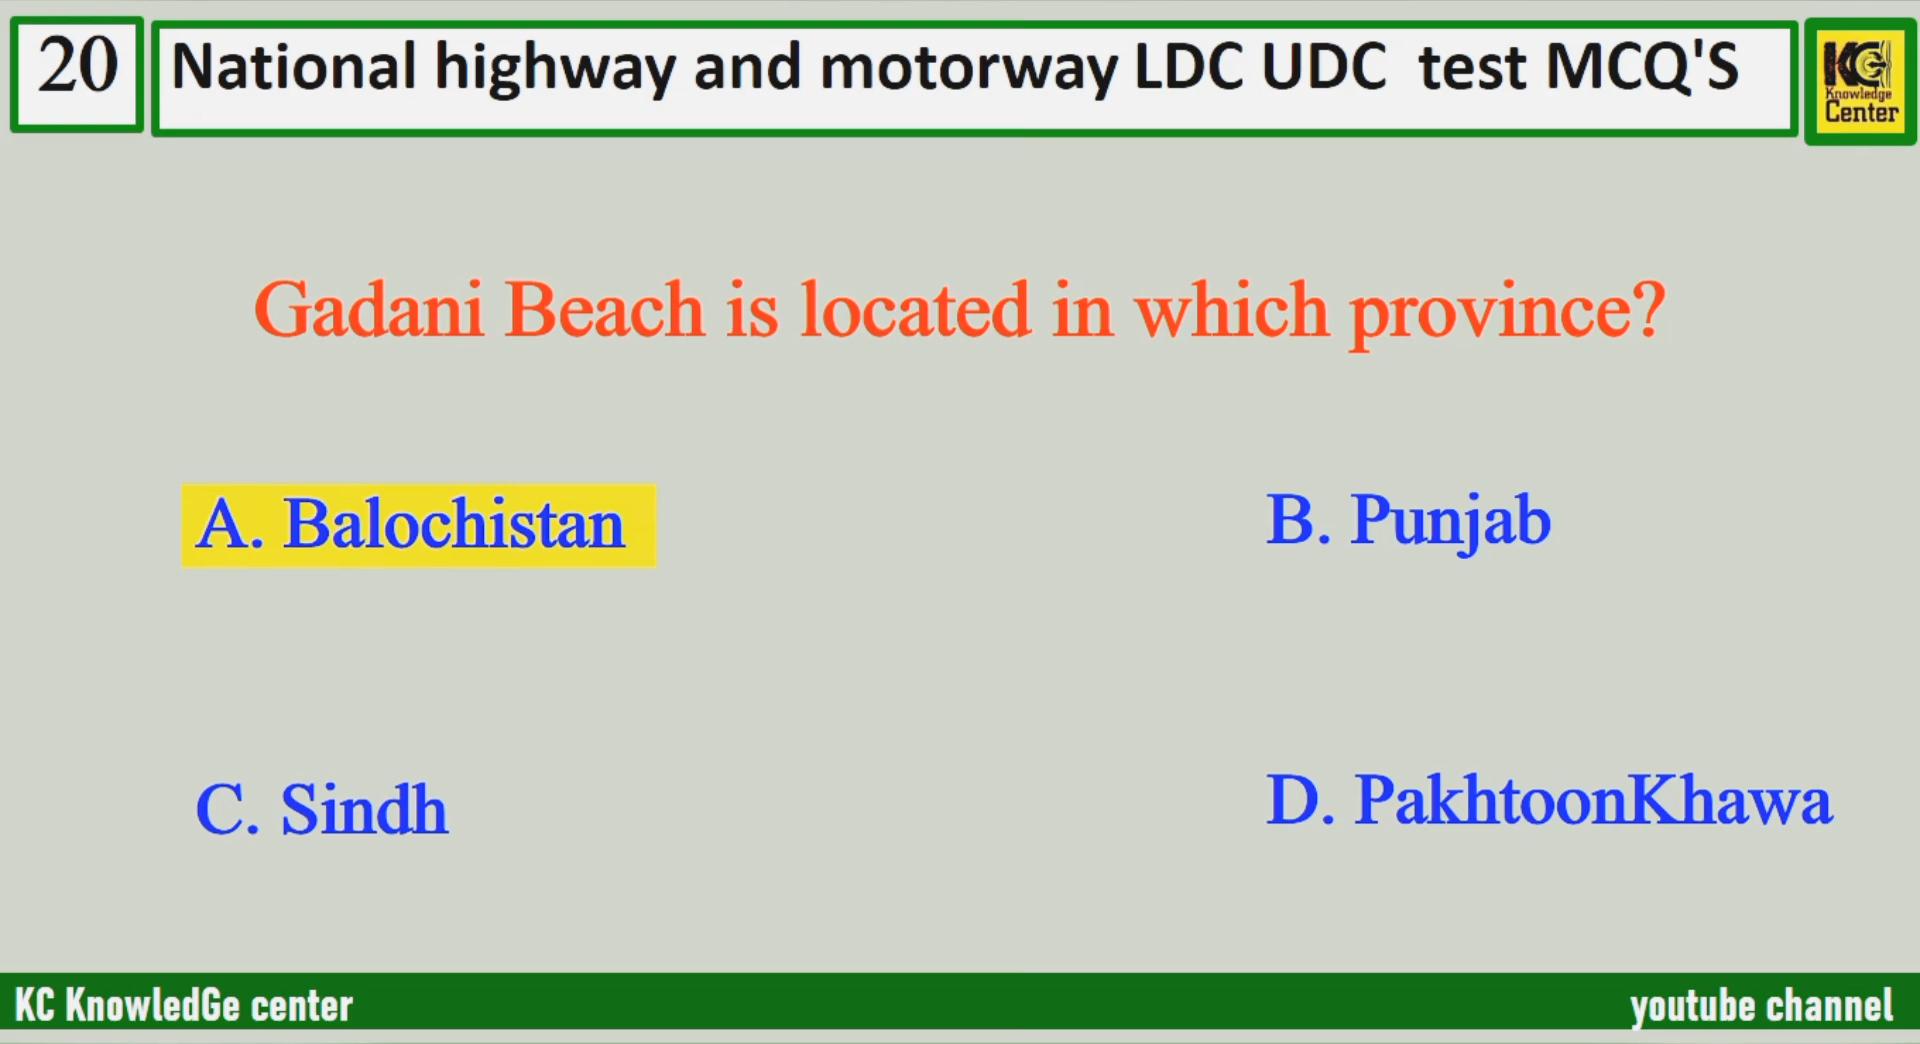 20
National highway and motorway LDC UDC test MCQ'S
KC
Knowledge
Center
Gadani Beach is located in which province?
A. Balochistan
B. Punjab
C. Sindh
D. PakhtoonKhawa
KC KnowledGe center
youtube channel